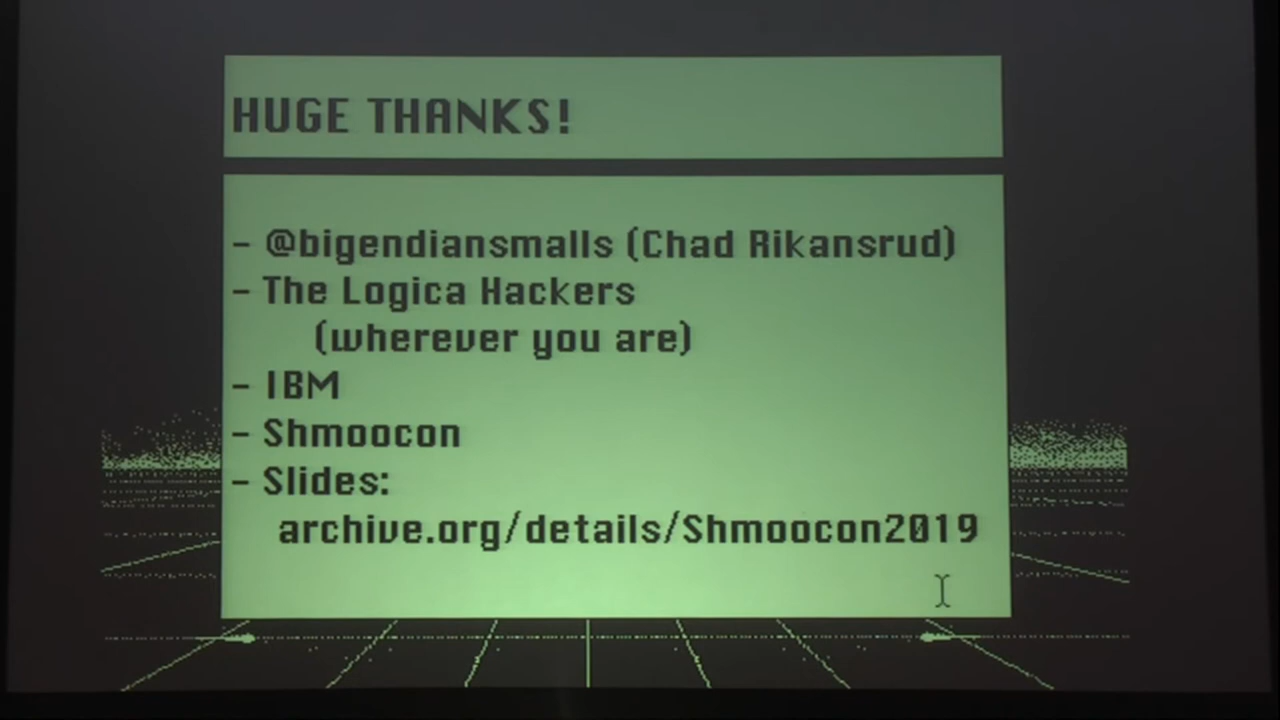 HUGE THANKS!
- @bigendiansmalls (Chad Rikansrud)
- The Logica Hackers
(wherever you are)
- IBM
- Shmoocon
- Slides:
archive.org/details/Shmoocon2019